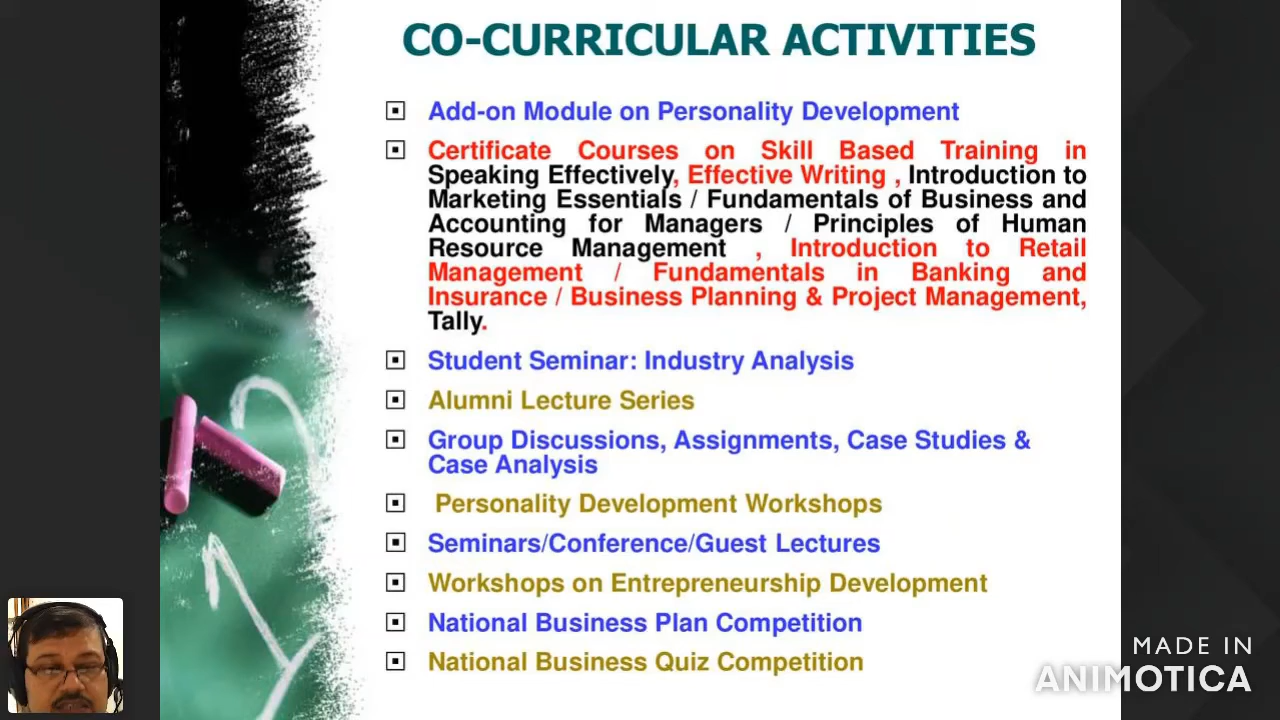 CO-CURRICULAR ACTIVITIES
Add-on Module on Personality Development
Certificate Courses on Skill Based Training in
Speaking Effectively, Effective Writing , Introduction to
Marketing Essentials / Fundamentals of Business and
Accounting for Managers / Principles of Human
Resource Management , Introduction to Retail
Management / Fundamentals in Banking and
Insurance / Business Planning & Project Management,
Tally.
Student Seminar: Industry Analysis
Alumni Lecture Series
Group Discussions, Assignments, Case Studies &
Case Analysis
Personality Development Workshops
Seminars/Conference/Guest Lectures
Workshops on Entrepreneurship Development
National Business Plan Competition
National Business Quiz Competition
MADE IN
ANIMOTICA